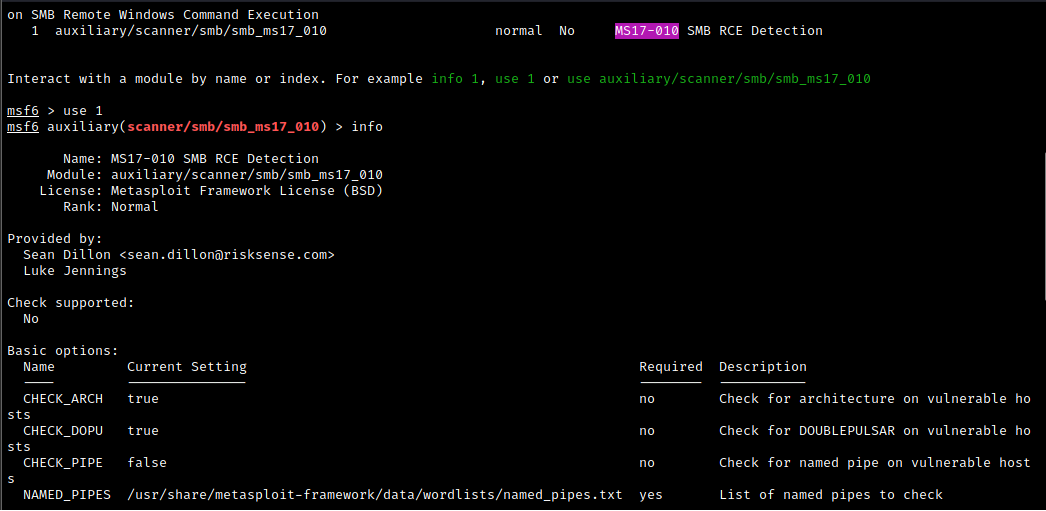 on SMB Remote Windows Command Execution
   1  auxiliary/scanner/smb/smb_ms17_010                     normal  No     MS17-010 SMB RCE Detection
Interact with a module by name or index. For example info 1, use 1 or use auxiliary/scanner/smb/smb_ms17_010
msf6 > use 1
msf6 auxiliary(scanner/smb/smb_ms17_010) > info
       Name: MS17-010 SMB RCE Detection
     Module: auxiliary/scanner/smb/smb_ms17_010
    License: Metasploit Framework License (BSD)
       Rank: Normal
Provided by:
  Sean Dillon <sean.dillon@risksense.com>
  Luke Jennings
Check supported:
  No
Basic options:
  Name         Current Setting                                                 Required  Description
  ----         ---------------                                                 --------  -----------
  CHECK_ARCH   true                                                            no        Check for architecture on vulnerable ho
sts
  CHECK_DOPU   true                                                            no        Check for DOUBLEPULSAR on vulnerable ho
sts
  CHECK_PIPE   false                                                           no        Check for named pipe on vulnerable host
s
  NAMED_PIPES  /usr/share/metasploit-framework/data/wordlists/named_pipes.txt  yes       List of named pipes to check